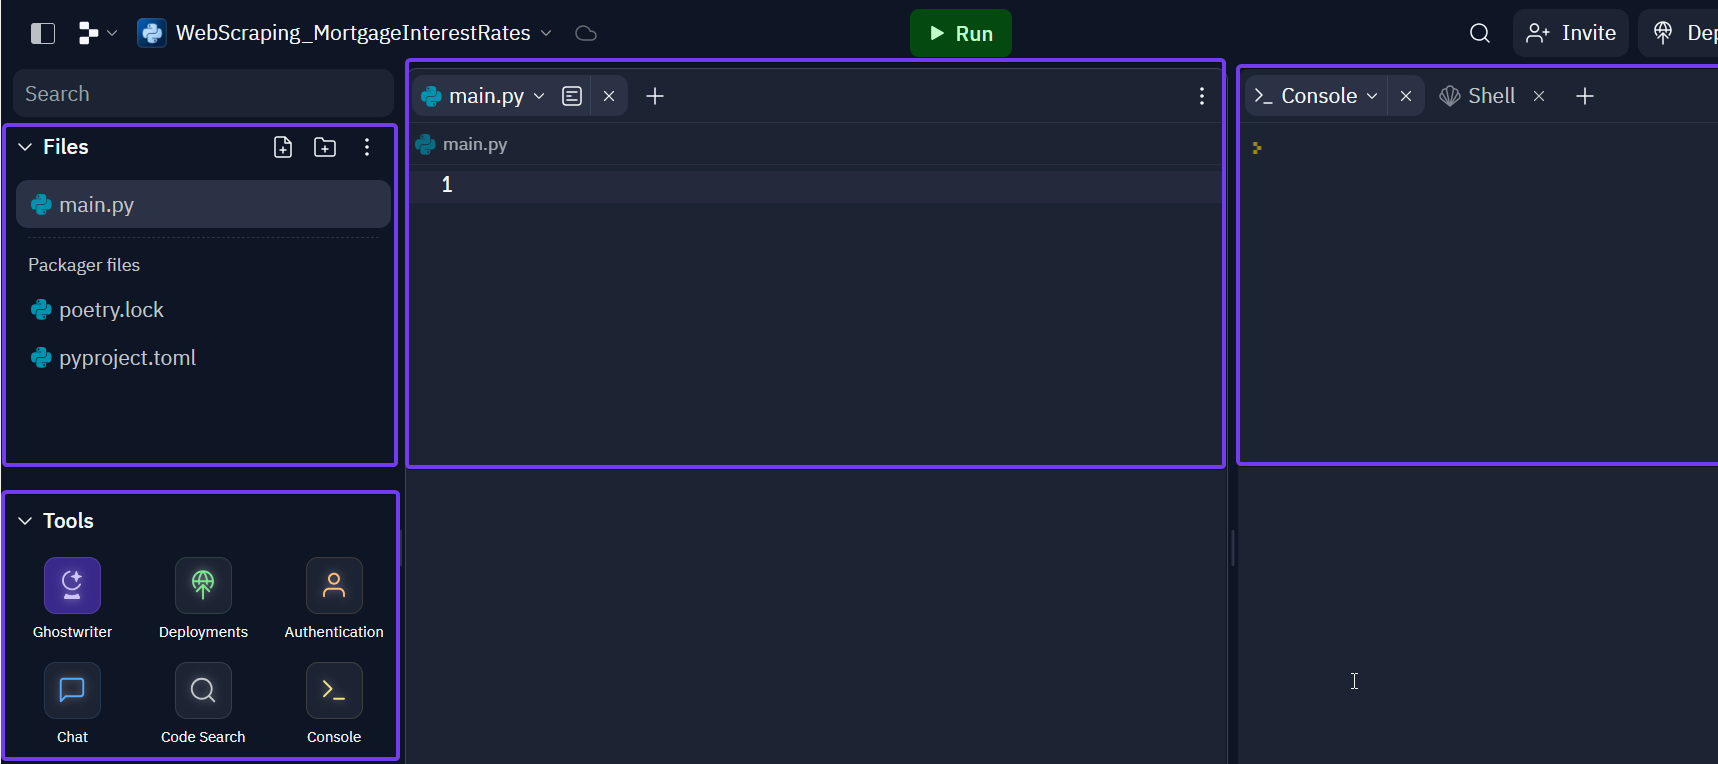 WebScraping_MortgageInterestRates
Run
Invite
Dep
Search
Files
main.py
Packager files
poetry.lock
pyproject.toml
Tools
Ghostwriter
Deployments
Authentication
Chat
Code Search
Console
main.py
main.py
1
Console
Shell